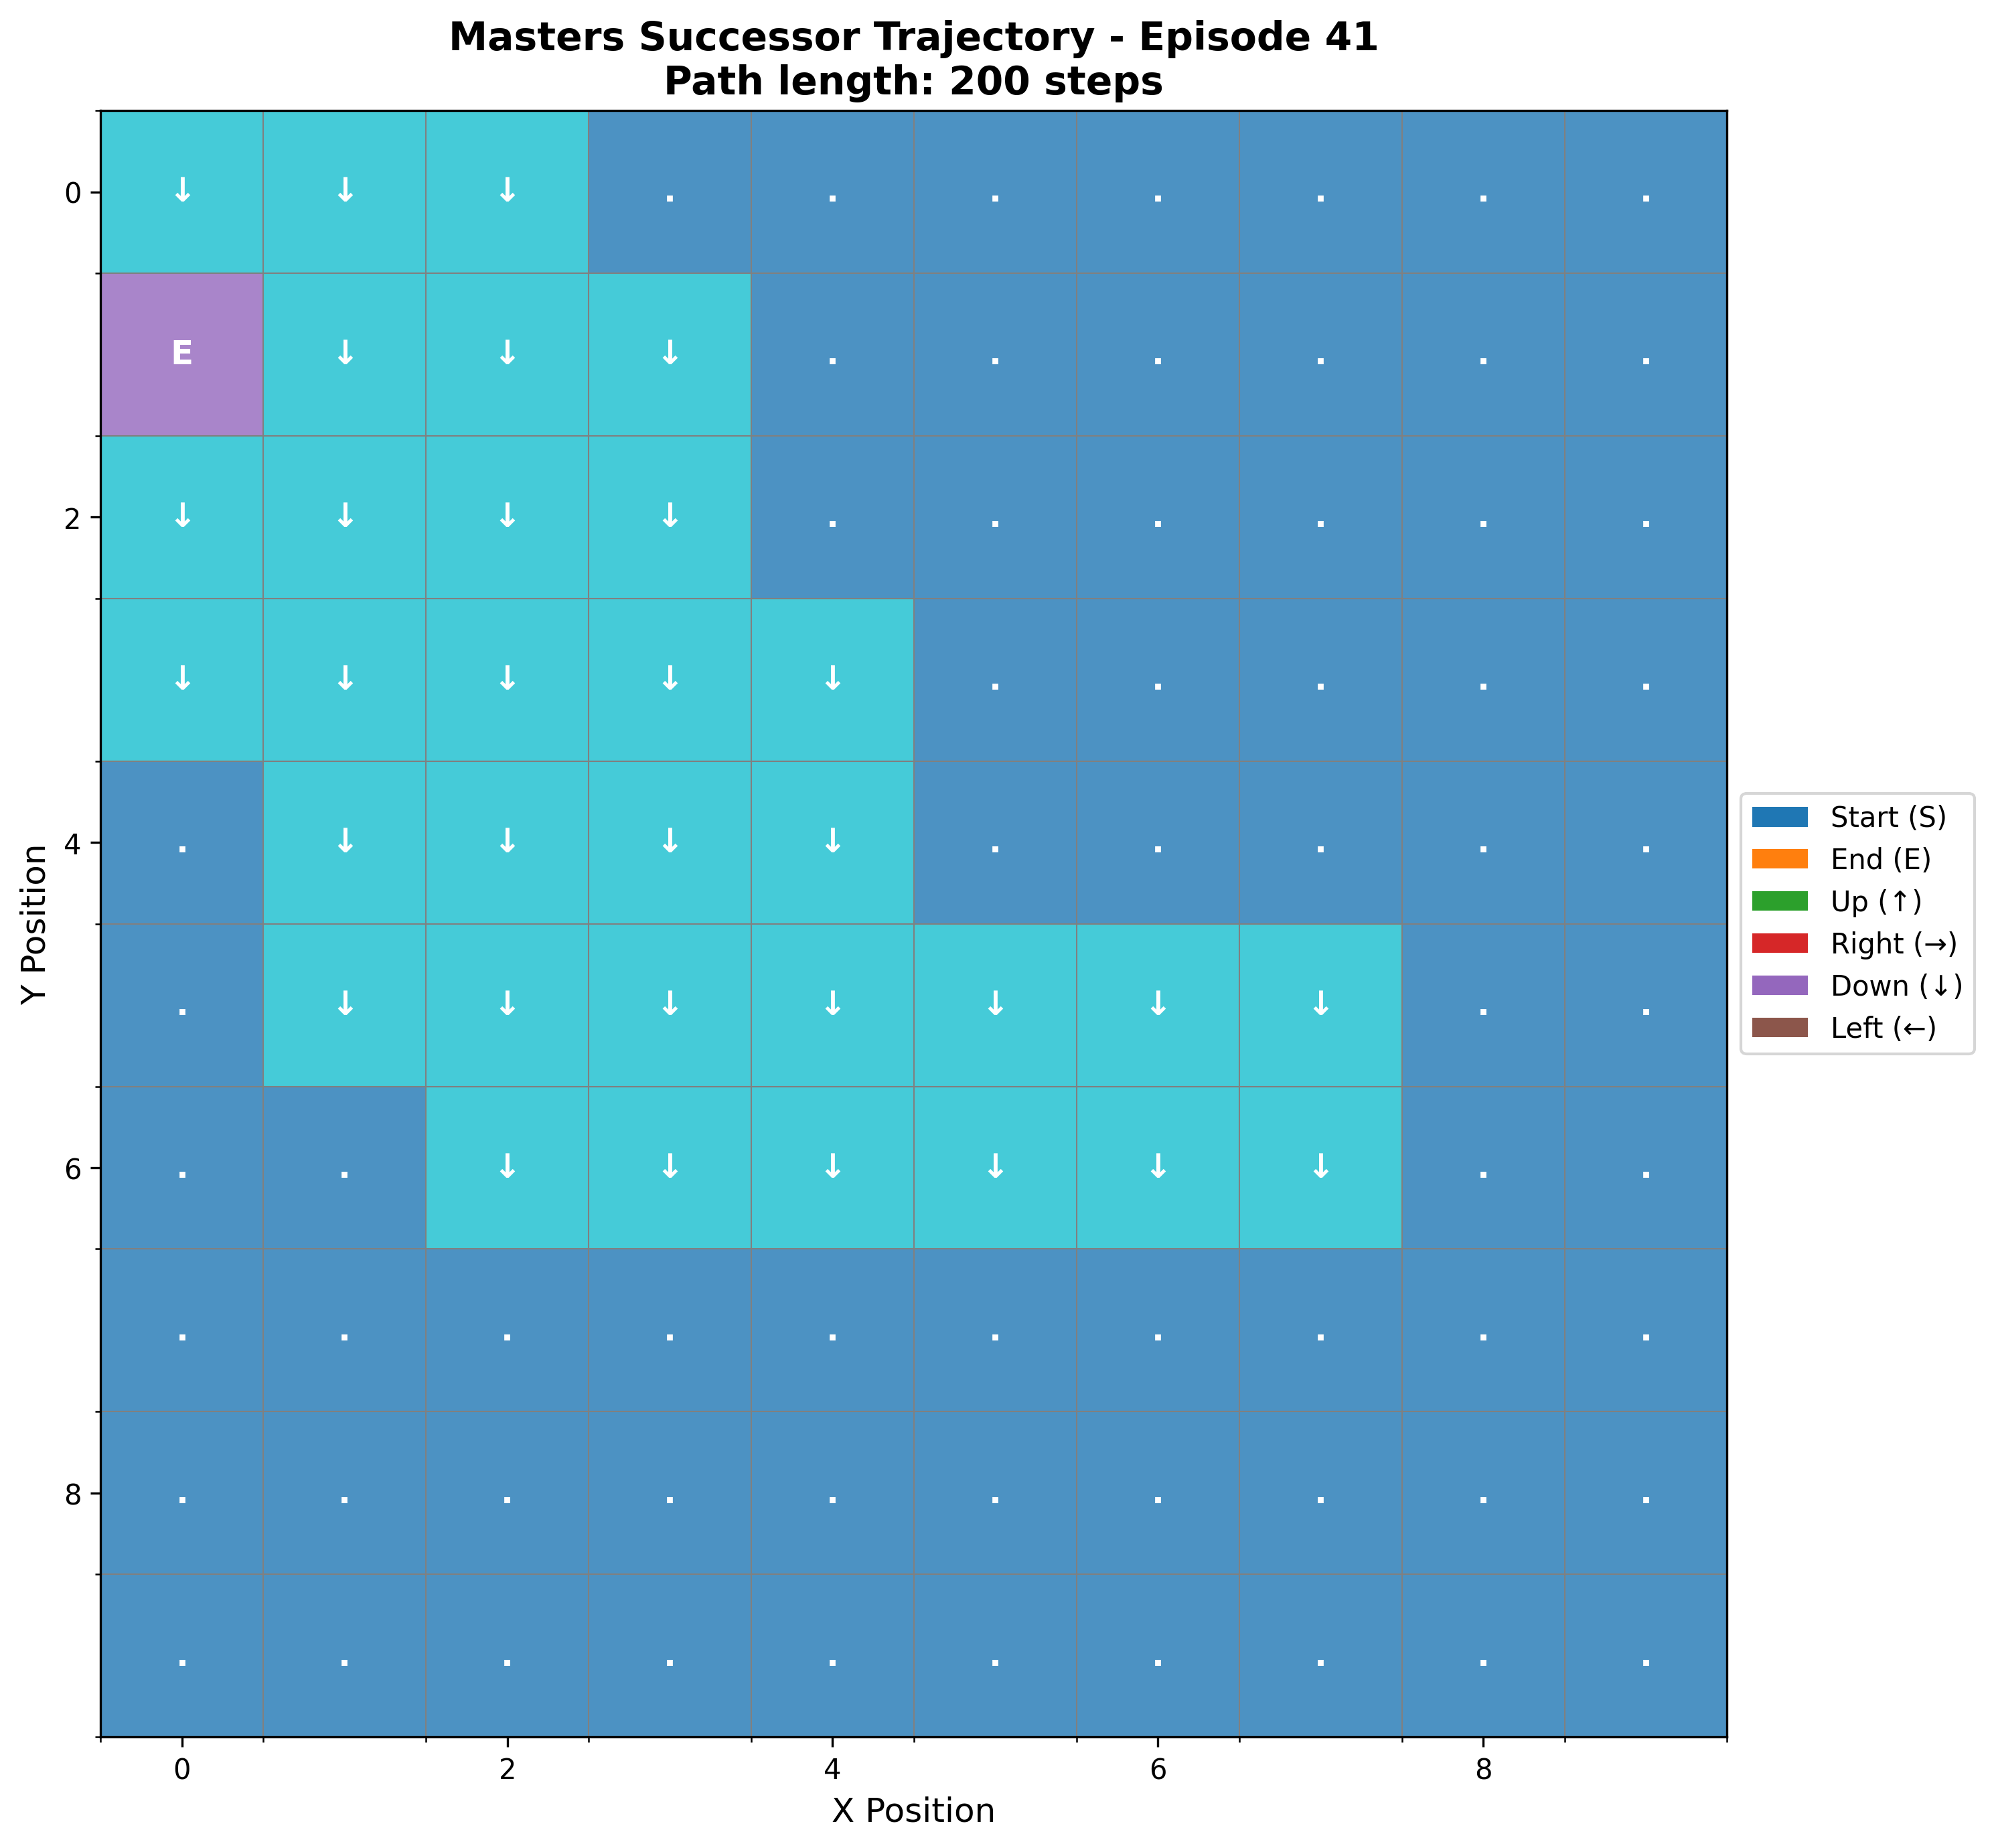 Masters Successor Trajectory - Episode 41
Path length: 200 steps
0 ↓ ↓ ↓ . . . . . . .
E ↓ ↓ ↓ . . . . . .
2 ↓ ↓ ↓ ↓ . . . . . .
↓ ↓ ↓ ↓ ↓ . . . . .
4 . ↓ ↓ ↓ ↓ . . . . .
. ↓ ↓ ↓ ↓ ↓ ↓ ↓ . .
6 . . ↓ ↓ ↓ ↓ ↓ ↓ . .
. . . . . . . . . .
8 . . . . . . . . . .
. . . . . . . . . .
0 2 4 6 8
X Position
Y Position
Start (S)
End (E)
Up (↑)
Right (→)
Down (↓)
Left (←)